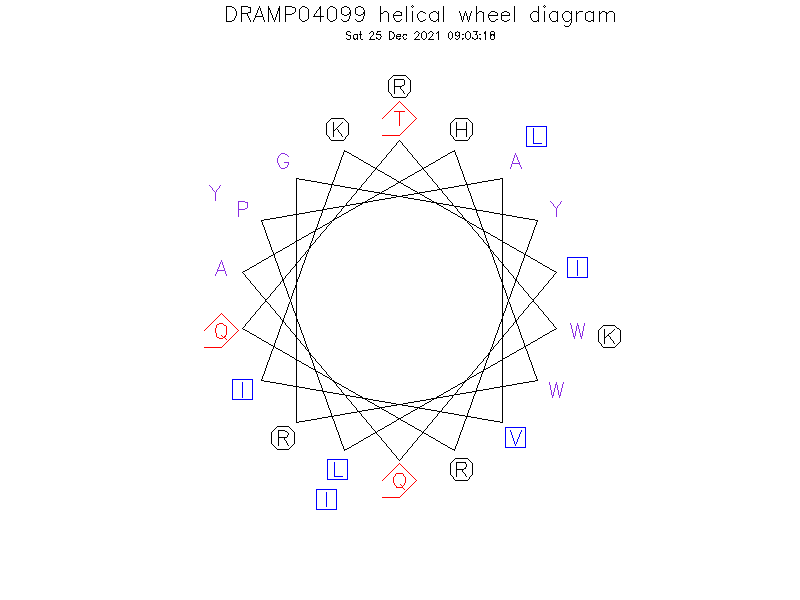 DRAMP04099 helical wheel diagram
Sat 25 Dec 2021 09:03:18
R
K T H L
G A
Y P Y
A I
Q W K
I W
R V
L Q R
I